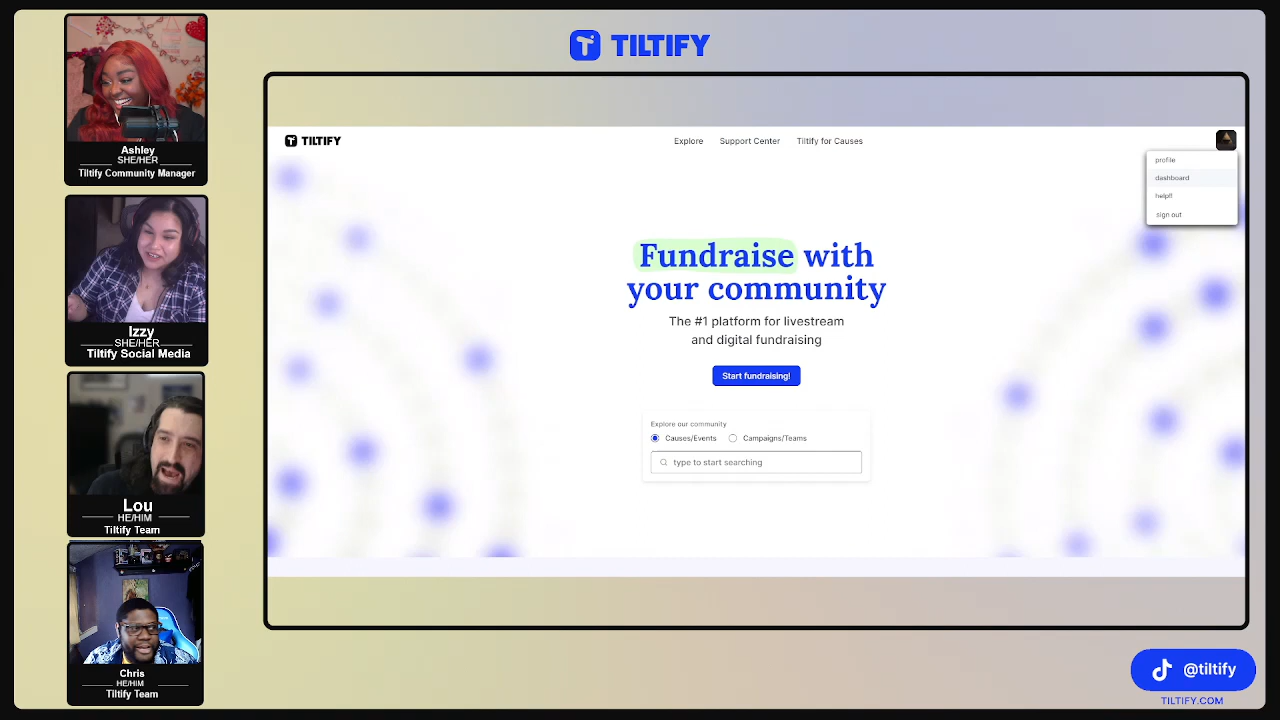 TILTIFY
Ashley
SHE/HER
Tiltify Community Manager
Izzy
SHE/HER
Tiltify Social Media
Lou
HE/HIM
Tiltify Team
Chris
HE/HIM
Tiltify Team
TILTIFY
Explore
Support Center
Tiltify for Causes
profile
dashboard
help!!
sign out
Fundraise with
your community
The #1 platform for livestream
and digital fundraising
Start fundraising!
Explore our community
Causes/Events
Campaigns/Teams
type to start searching
@tiltify
TILTIFY.COM